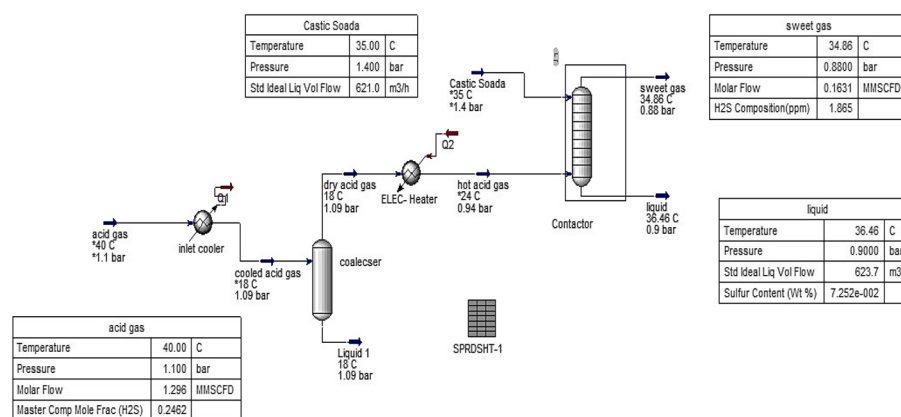 Castic Soada
Temperature 35.00 C
Pressure 1.400 bar
Std Ideal Liq Vol Flow 621.0 m3/h
sweet gas
Temperature 34.86 C
Pressure 0.8800 bar
Molar Flow 0.1631 MMSCFD
H2S Composition(ppm) 1.865
Castic Soada
*35 C
*1.4 bar
sweet gas
34.86 C
0.88 bar
Q2
dry acid gas
18 C
1.09 bar
ELEC- Heater
hot acid gas
*24 C
0.94 bar
liquid
36.46 C
0.9 bar
Contactor
Q1
acid gas
*40 C
*1.1 bar
inlet cooler
cooled acid gas
*18 C
1.09 bar
coalecser
liquid
Temperature 36.46 C
Pressure 0.9000 bar
Std Ideal Liq Vol Flow 623.7 m3
Sulfur Content (Wt %) 7.252e-002
SPRDSHT-1
Liquid 1
18 C
1.09 bar
acid gas
Temperature 40.00 C
Pressure 1.100 bar
Molar Flow 1.296 MMSCFD
Master Comp Mole Frac (H2S) 0.2462